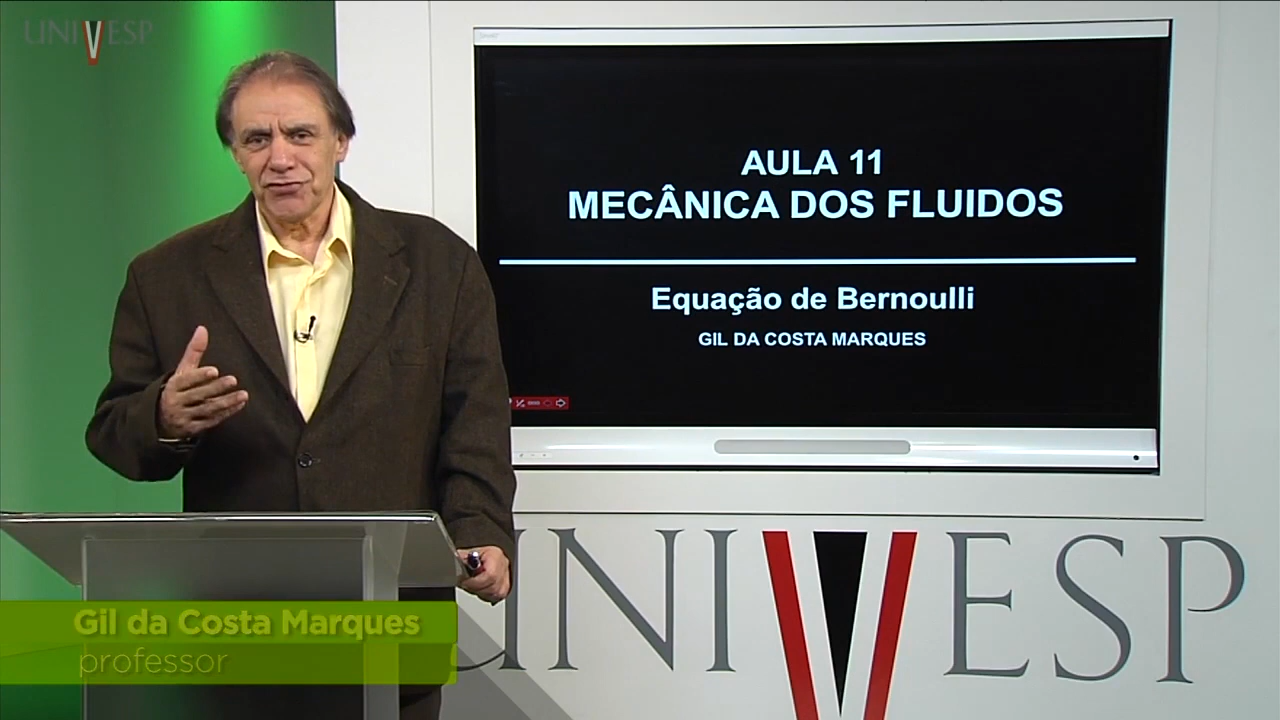 UNIVESP
AULA 11
MECÂNICA DOS FLUIDOS
Equação de Bernoulli
GIL DA COSTA MARQUES
UNIVESP
Gil da Costa Marques
professor